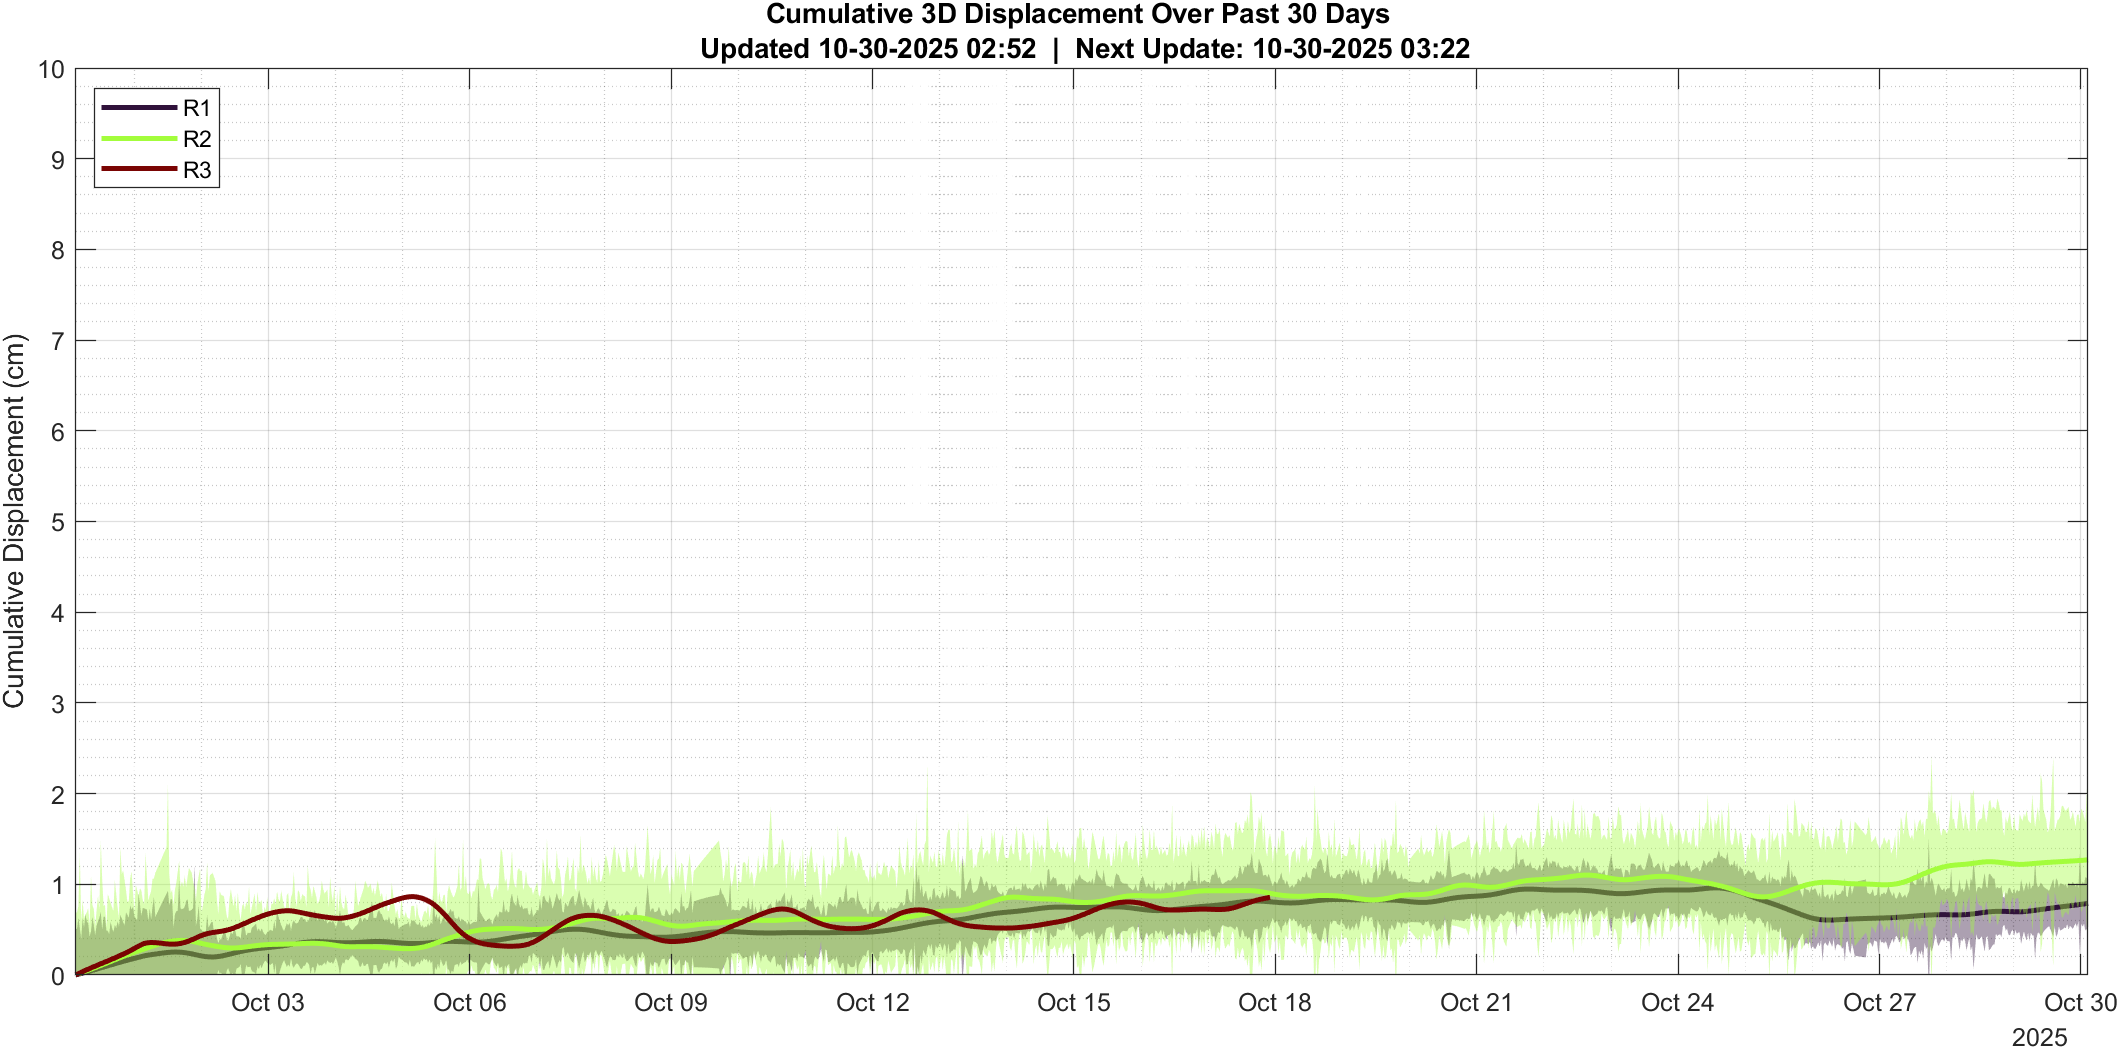 Cumulative 3D Displacement Over Past 30 Days
Updated 10-30-2025 02:52 | Next Update: 10-30-2025 03:22
R1
R2
R3
Cumulative Displacement (cm)
10
9
8
7
6
5
4
3
2
1
0
Oct 03 Oct 06 Oct 09 Oct 12 Oct 15 Oct 18 Oct 21 Oct 24 Oct 27 Oct 30
2025